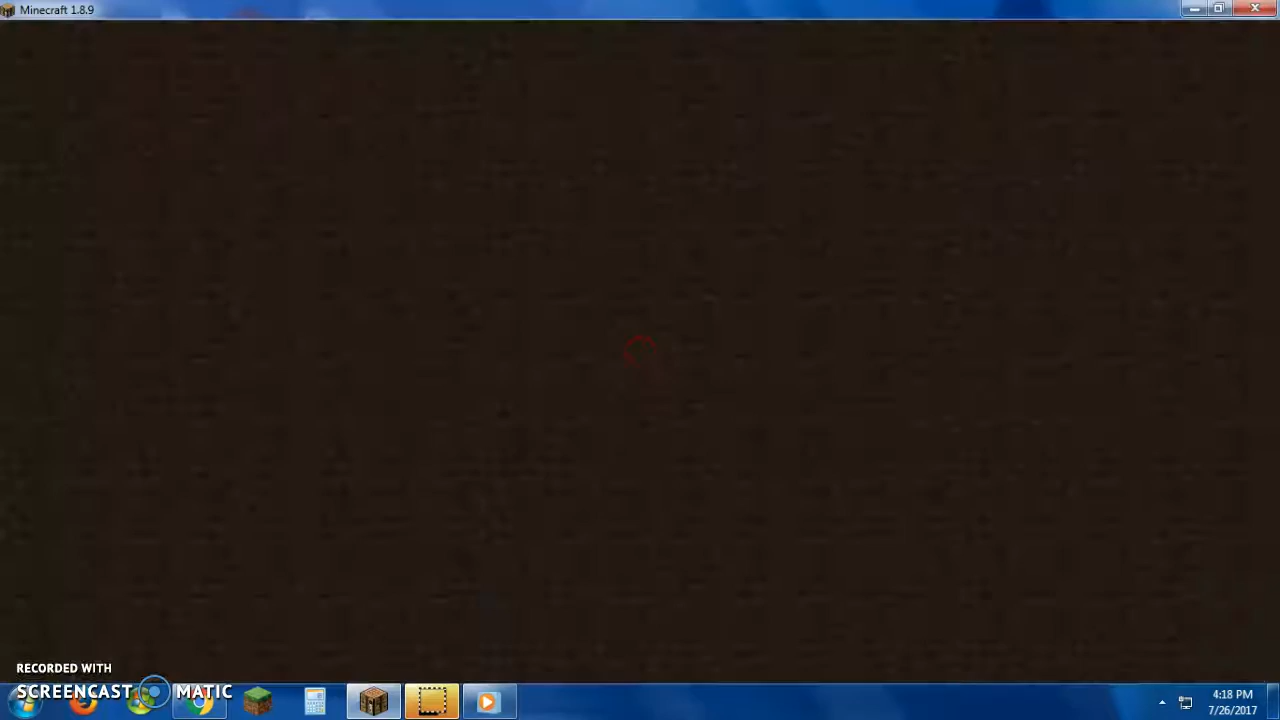 Minecraft 1.8.9
RECORDED WITH
SCREENCAST MATIC
4:18 PM
7/26/2017